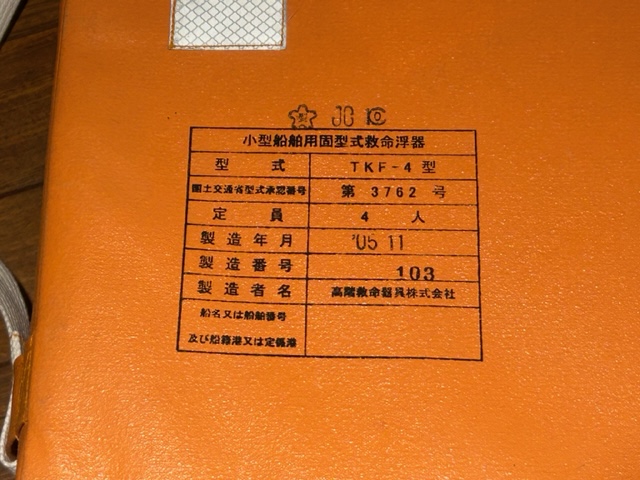 JC
小型船舶用固型式救命浮器
型 式 TKF-4 型
国土交通省型式承認番号 第 3762 号
定 員 4 人
製造年月 '05 11
製造番号 103
製造者名 高階救命器具株式会社
船名又は船舶番号
及び船籍港又は定係港